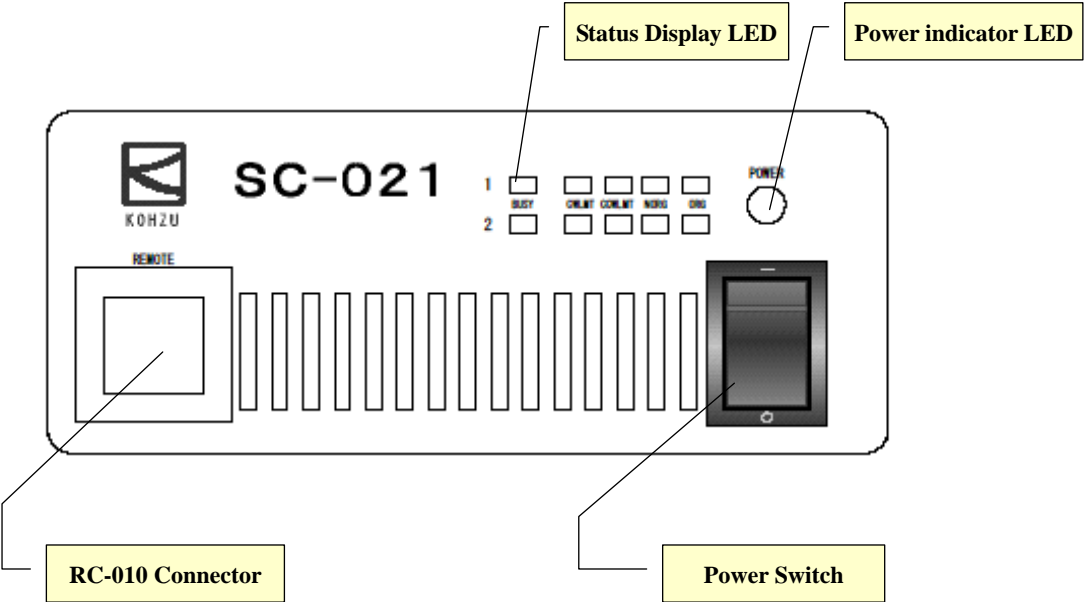 Status Display LED
Power indicator LED
KOHZU
SC-021
1
POWER
BUSY CWLMT CCWLMT NORG ORG
2
REMOTE
RC-010 Connector
Power Switch